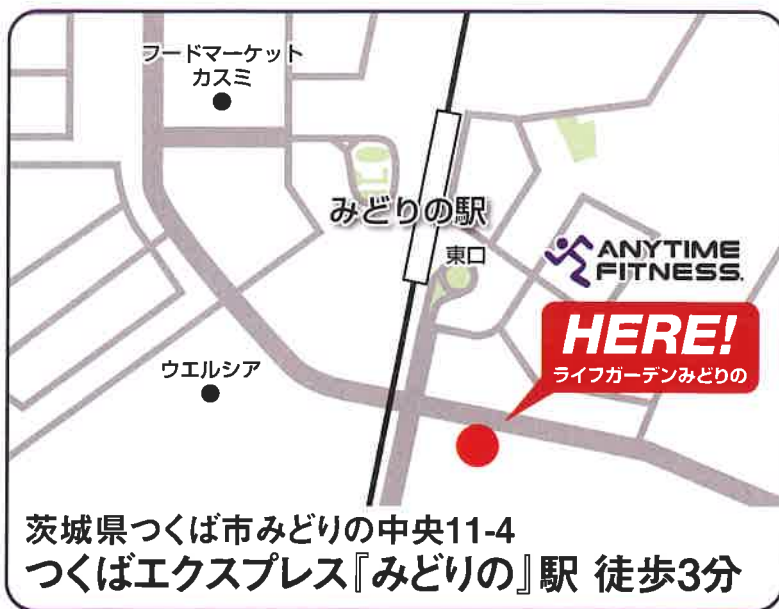 フードマーケット
カスミ
みどりの駅
東口
ANYTIME
FITNESS.
HERE!
ライフガーデンみどりの
ウエルシア
茨城県つくば市みどりの中央11-4
つくばエクスプレス『みどりの』駅 徒歩3分